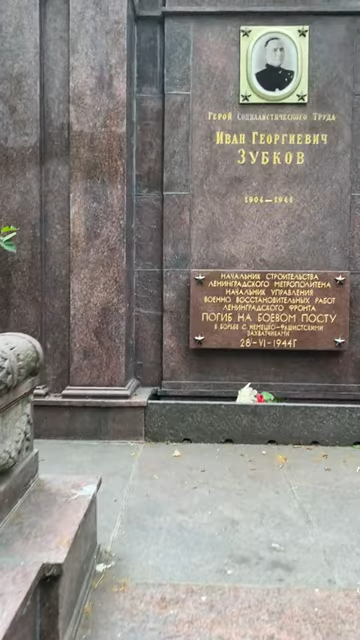 Герой Социалистического Труда
Иван Георгиевич
Зубков
1904–1944
НАЧАЛЬНИК СТРОИТЕЛЬСТВА
ЛЕНИНГРАДСКОГО МЕТРОПОЛИТЕНА
НАЧАЛЬНИК УПРАВЛЕНИЯ
ВОЕННО ВОССТАНОВИТЕЛЬНЫХ РАБОТ
ЛЕНИНГРАДСКОГО ФРОНТА
ПОГИБ НА БОЕВОМ ПОСТУ
В БОРЬБЕ С НЕМЕЦКО-ФАШИСТСКИМИ
ЗАХВАТЧИКАМИ
28-VI-1944Г